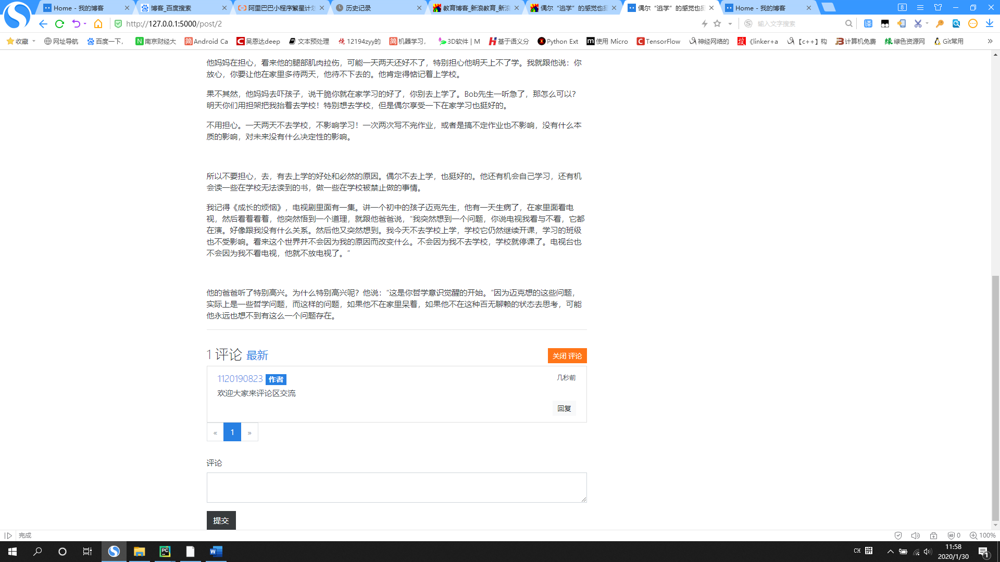 Home - 我的博客
博客_百度搜索
阿里巴巴小程序繁星计划
历史记录
教育博客_新浪教育_新浪
偶尔“逃学”的感觉也挺
偶尔“逃学”的感觉也挺
Home - 我的博客
8
http://127.0.0.1:5000/post/2
输入文字搜索
译
收藏
网址导航
百度一下,
南京财经大
Android Ca
吴恩达deep
文本预处理
12194zyy的
机器学习,
3D软件 | M
基于语义分
Python Ext
使用 Micro
TensorFlow
神经网络的
《linker+a
【c++】构
计算机免费
绿色资源网
Git常用
他妈妈在担心，看来他的腿部肌肉拉伤，可能一天两天还好不了，特别担心他明天上不了学。我就跟他说：你
放心，你要让他在家里多待两天，他待不下去的。他肯定得惦记着上学校。
果不其然，他妈妈去吓孩子，说干脆你就在家学习的好了，你别去上学了。Bob先生一听急了，那怎么可以？
明天你们用担架把我抬着去学校！特别想去学校，但是偶尔享受一下在家学习也挺好的。
不用担心。一天两天不去学校，不影响学习！一次两次写不完作业，或者是搞不定作业也不影响，没有什么本
质的影响，对未来没有什么决定性的影响。
所以不要担心，去，有去上学的好处和必然的原因。偶尔不去上学，也挺好的。他还有机会自己学习，还有机
会读一些在学校无法读到的书，做一些在学校被禁止做的事情。
我记得《成长的烦恼》，电视剧里面有一集。讲一个初中的孩子迈克先生，他有一天生病了，在家里面看电
视，然后看着看着，他突然悟到一个道理，就跟他爸爸说，“我突然想到一个问题，你说电视我看与不看，它都
在演。好像跟我没有什么关系。然后他又突然想到。我今天不去学校上学，学校它仍然继续开课，学习的班级
也不受影响。看来这个世界并不会因为我的原因而改变什么。不会因为我不去学校，学校就停课了。电视台也
不会因为我不看电视，他就不放电视了。”
他的爸爸听了特别高兴。为什么特别高兴呢？他说：“这是你哲学意识觉醒的开始。”因为迈克想的这些问题，
实际上是一些哲学问题，而这样的问题，如果他不在家里呆着，如果他不在这种百无聊赖的状态去思考，可能
他永远也想不到有这么一个问题存在。
1 评论 最新
关闭 评论
1120190823 作者
几秒前
欢迎大家来评论区交流
回复
« 1 »
评论
提交
完成
0
100%
CH 拼
11:58
2020/1/30
1